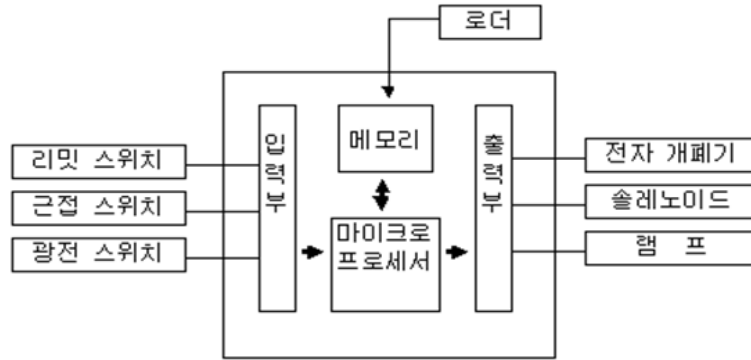 로더
입력부
메모리
출력부
리밋 스위치
근접 스위치
광전 스위치
마이크로
프로세서
전자 개폐기
솔레노이드
램 프